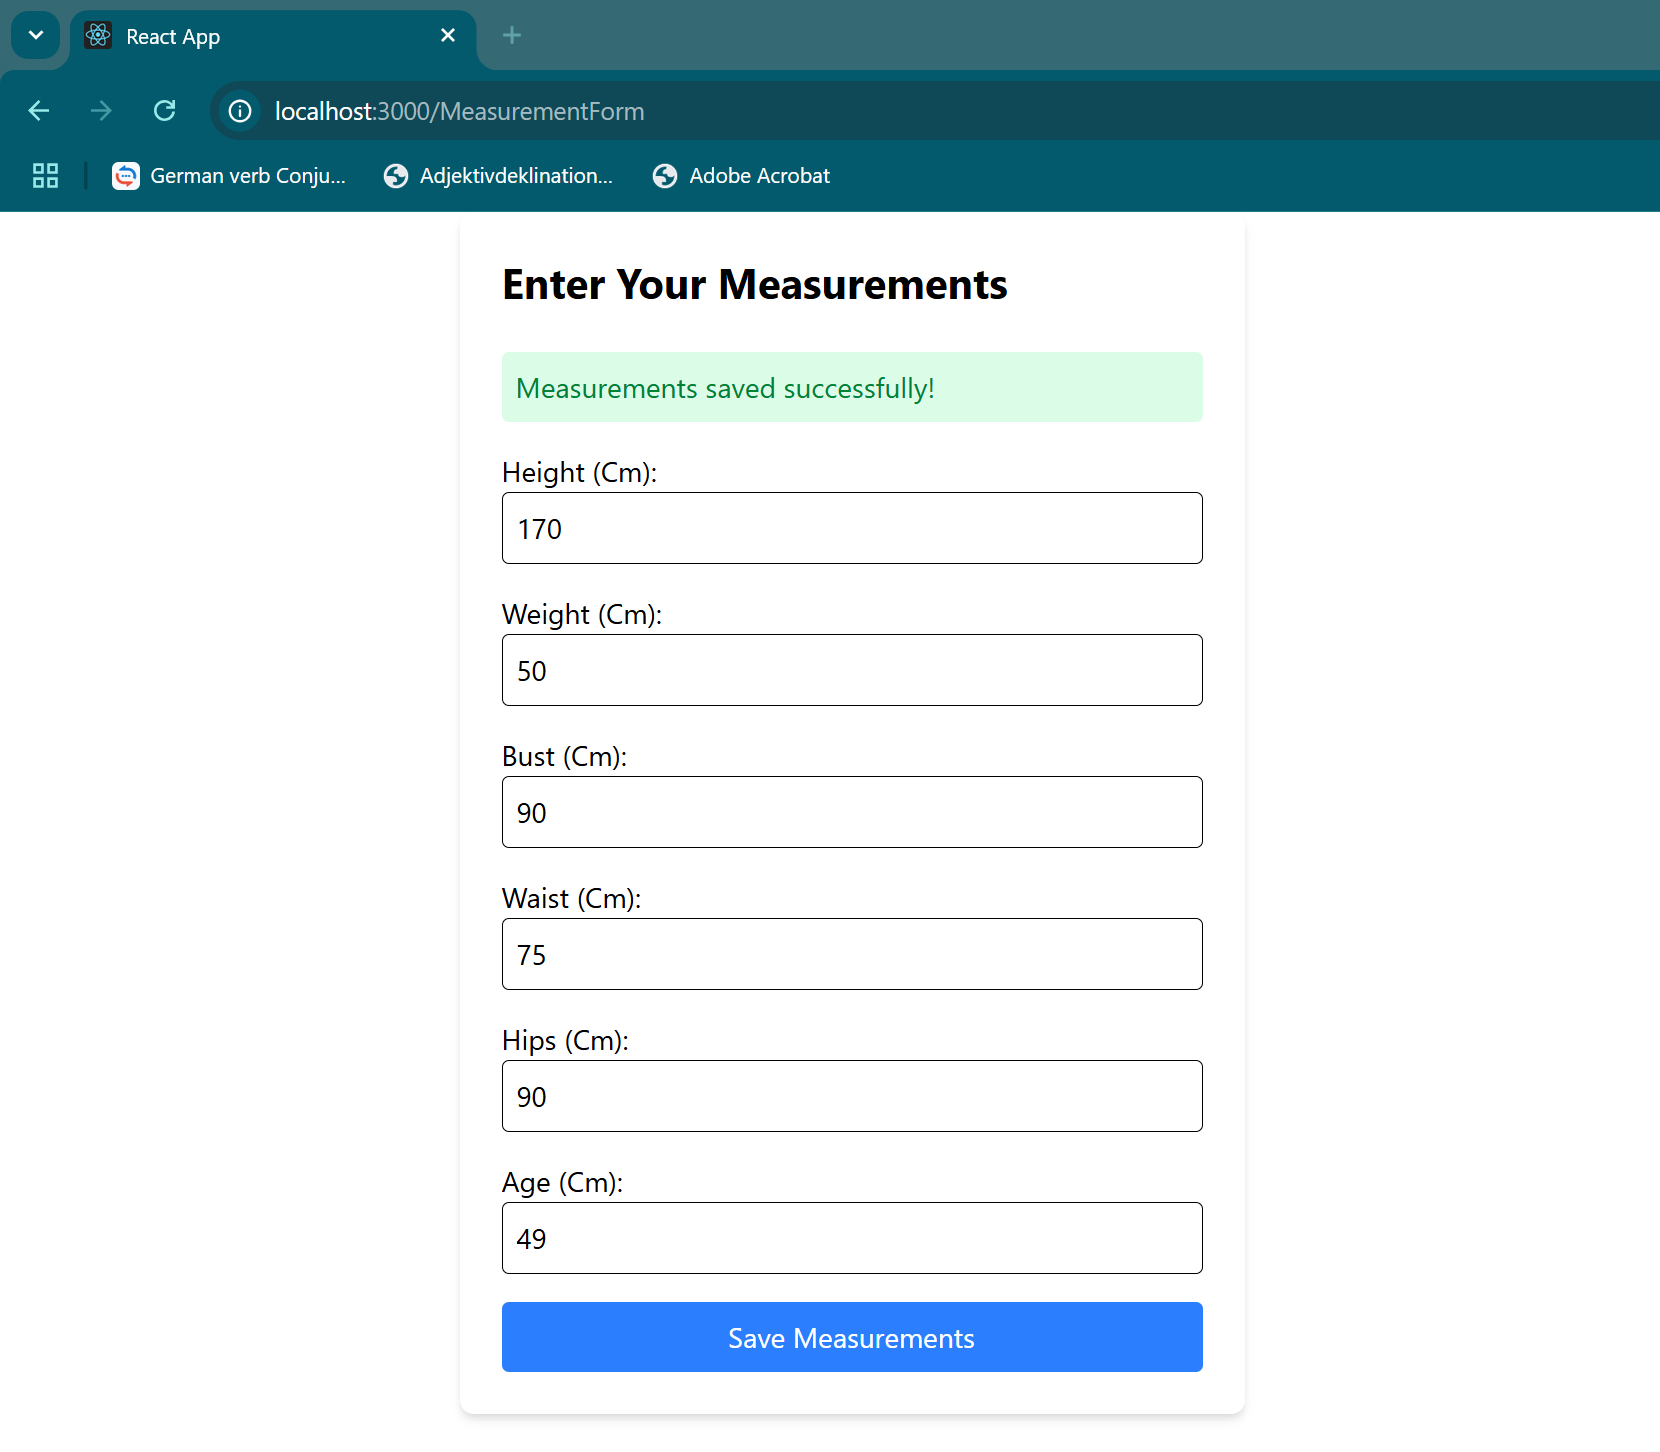 React App
localhost:3000/MeasurementForm
German verb Conju... Adjektivdeklination... Adobe Acrobat
Enter Your Measurements
Measurements saved successfully!
Height (Cm):
170
Weight (Cm):
50
Bust (Cm):
90
Waist (Cm):
75
Hips (Cm):
90
Age (Cm):
49
Save Measurements